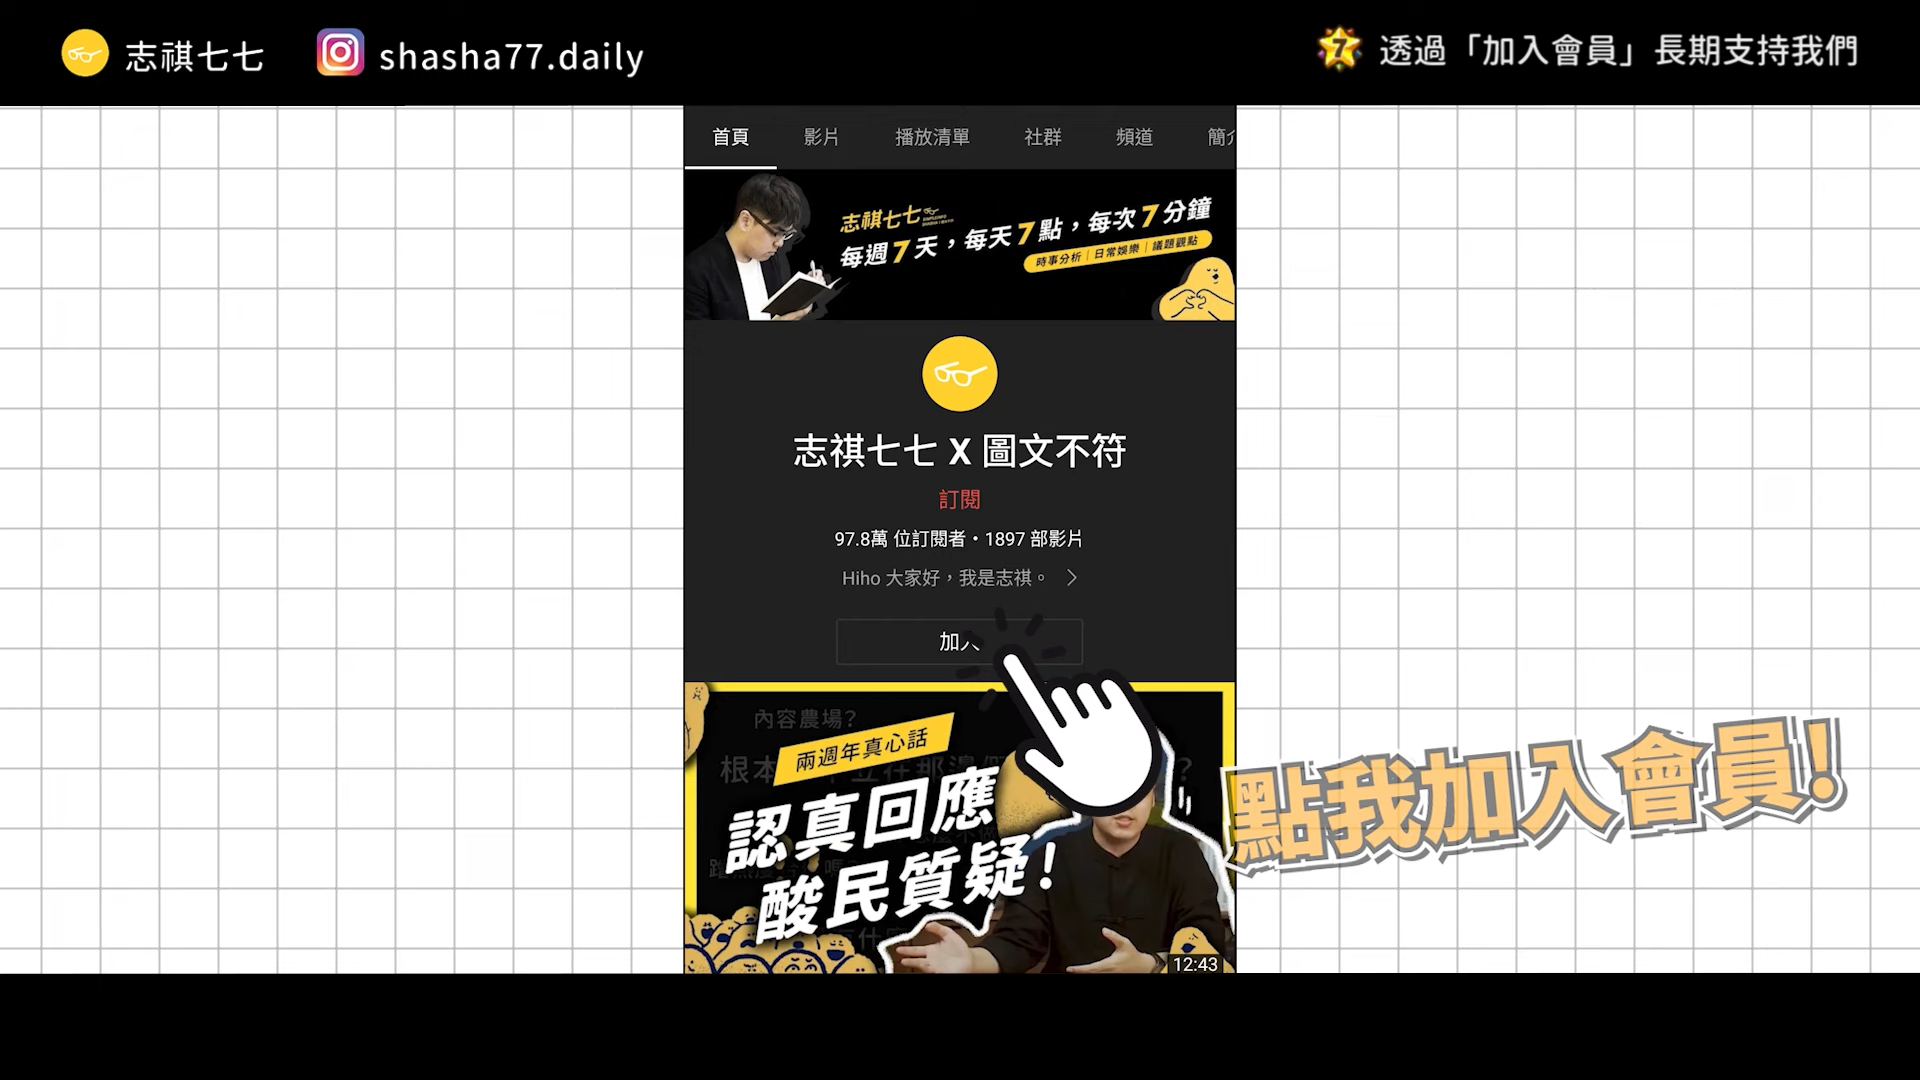 志祺七七
shasha77.daily
7
透過「加入會員」長期支持我們
首頁
影片
播放清單
社群
頻道
簡介
志祺七七
每週7天，每天7點，每次7分鐘
時事分析｜日常娛樂｜議題觀點
志祺七七 X 圖文不符
訂閱
97.8萬 位訂閱者・1897 部影片
Hiho 大家好，我是志祺。
加入
內容農場？
兩週年真心話
根本
認真回應
酸民質疑！
12:43
點我加入會員！